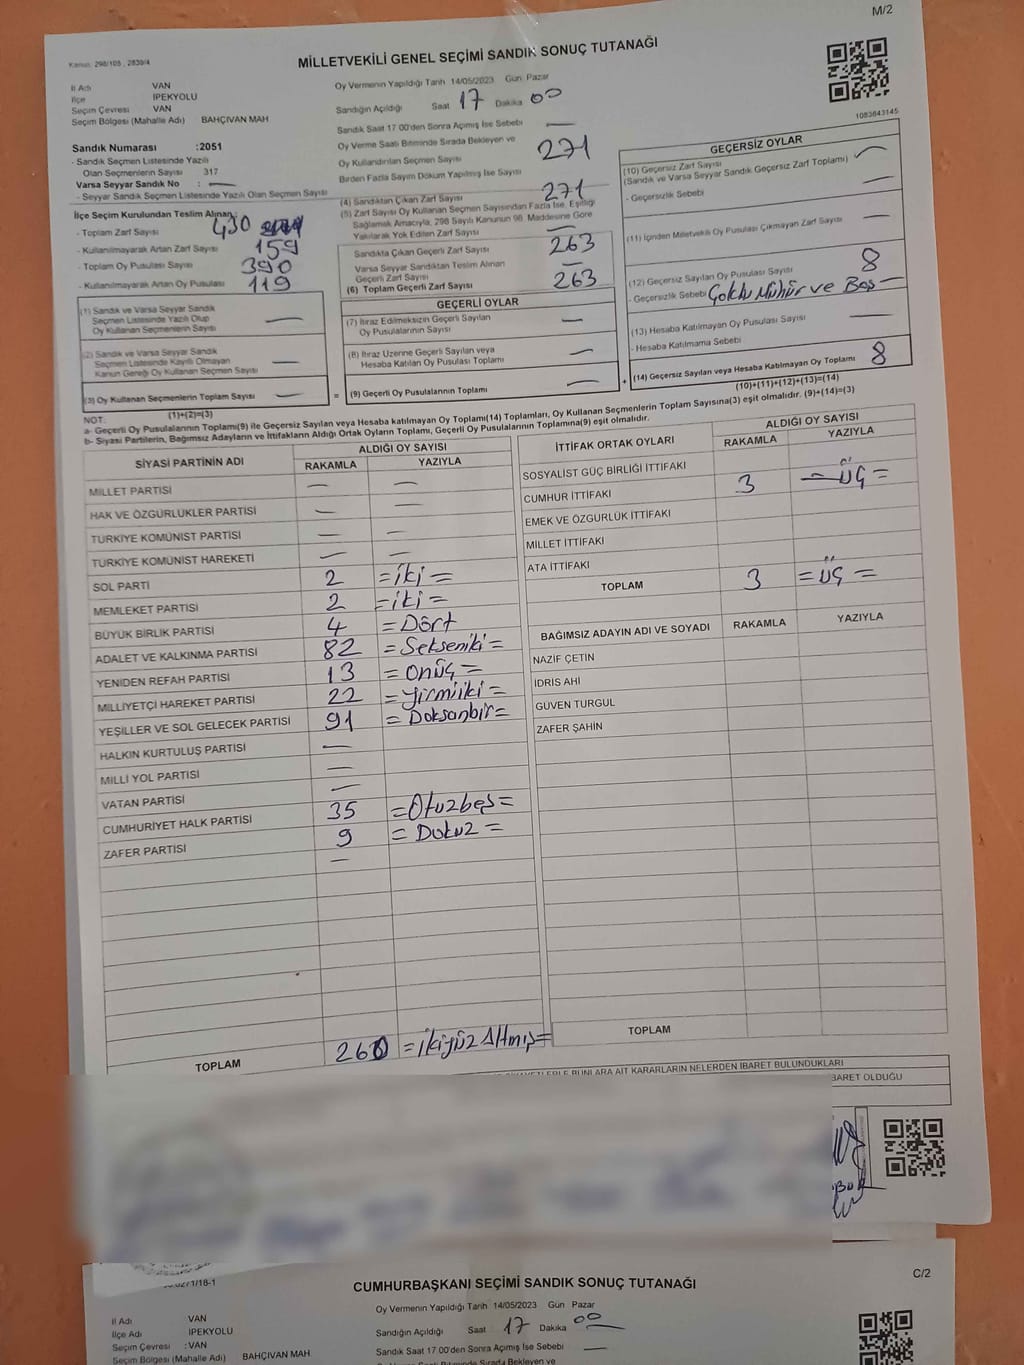 M/2
Kanun: 298/105 , 2839/4
MİLLETVEKİLİ GENEL SEÇİMİ SANDIK SONUÇ TUTANAĞI
İl Adı VAN
İlçe İPEKYOLU
Seçim Çevresi VAN
Seçim Bölgesi (Mahalle Adı) BAHÇIVAN MAH
Sandık Numarası :2051
- Sandık Seçmen Listesinde Yazılı
Olan Seçmenlerin Sayısı 317
Varsa Seyyar Sandık No : —
- Seyyar Sandık Seçmen Listesinde Yazılı Olan Seçmen Sayısı
İlçe Seçim Kurulundan Teslim Alınan ;
- Toplam Zarf Sayısı 430
- Kullanılmayarak Artan Zarf Sayısı 159
- Toplam Oy Pusulası Sayısı 390
- Kullanılmayarak Artan Oy Pusulası 119
(1) Sandık ve Varsa Seyyar Sandık
Seçmen Listesinde Yazılı Olup
Oy Kullanan Seçmenlerin Sayısı —
(2) Sandık ve Varsa Seyyar Sandık
Seçmen Listesinde Kayıtlı Olmayan
Kanun Gereği Oy Kullanan Seçmen Sayısı —
(3) Oy Kullanan Seçmenlerin Toplam Sayısı —
(1)+(2)=(3)
Oy Vermenin Yapıldığı Tarih 14/05/2023 Gün Pazar
Sandığın Açıldığı Saat 17 Dakika 00
Sandık Saat 17 00'den Sonra Açımış İse Sebebi —
Oy Verme Saati Bitiminde Sırada Bekleyen ve
Oy Kullandırılan Seçmen Sayısı 271
Birden Fazla Sayım Döküm Yapılmış İse Sayısı
(4) Sandıktan Çıkan Zarf Sayısı 271
(5) Zarf Sayısı Oy Kullanan Seçmen Sayısından Fazla İse, Eşitliği
Sağlamak Amacıyla, 298 Sayılı Kanunun 98. Maddesine Göre
Yakılarak Yok Edilen Zarf Sayısı —
Sandıkta Çıkan Geçerli Zarf Sayısı 263
Varsa Seyyar Sandıktan Teslim Alınan
Geçerli Zarf Sayısı —
(6) Toplam Geçerli Zarf Sayısı 263
GEÇERLİ OYLAR
(7) İtiraz Edilmeksizin Geçerli Sayılan
Oy Pusulalarının Sayısı —
(8) İtiraz Üzerine Geçerli Sayılan veya
Hesaba Katılan Oy Pusulası Toplamı —
= (9) Geçerli Oy Pusulalarının Toplamı —
1083643145
GEÇERSİZ OYLAR
(10) Geçersiz Zarf Sayısı
(Sandık ve Varsa Seyyar Sandık Geçersiz Zarf Toplamı) —
- Geçersizlik Sebebi —
(11) İçinden Milletvekili Oy Pusulası Çıkmayan Zarf Sayısı —
(12) Geçersiz Sayılan Oy Pusulası Sayısı 8
- Geçersizlik Sebebi Çoklu Mühür ve Boş —
(13) Hesaba Katılmayan Oy Pusulası Sayısı —
- Hesaba Katılmama Sebebi
+ (14) Geçersiz Sayılan veya Hesaba Katılmayan Oy Toplamı 8
(10)+(11)+(12)+(13)=(14)
NOT:
a- Geçerli Oy Pusulalarının Toplamı(9) ile Geçersiz Sayılan veya Hesaba katılmayan Oy Toplamı(14) Toplamları, Oy Kullanan Seçmenlerin Toplam Sayısına(3) eşit olmalıdır. (9)+(14)=(3)
b- Siyasi Partilerin, Bağımsız Adayların ve İttifakların Aldığı Ortak Oyların Toplamı, Geçerli Oy Pusulalarının Toplamına(9) eşit olmalıdır.
SİYASİ PARTİNİN ADI ALDIĞI OY SAYISI
RAKAMLA YAZIYLA
MİLLET PARTİSİ — —
HAK VE ÖZGÜRLÜKLER PARTİSİ — —
TÜRKİYE KOMÜNİST PARTİSİ — —
TÜRKİYE KOMÜNİST HAREKETİ — —
SOL PARTİ 2 =iki=
MEMLEKET PARTİSİ 2 =iki=
BÜYÜK BİRLİK PARTİSİ 4 =Dört
ADALET VE KALKINMA PARTİSİ 82 =Sekseniki=
YENİDEN REFAH PARTİSİ 13 =Onüç=
MİLLİYETÇİ HAREKET PARTİSİ 22 =Yirmiiki=
YEŞİLLER VE SOL GELECEK PARTİSİ 91 =Doksanbir=
HALKIN KURTULUŞ PARTİSİ —
MİLLİ YOL PARTİSİ —
VATAN PARTİSİ —
CUMHURİYET HALK PARTİSİ 35 =Otuzbeş=
ZAFER PARTİSİ 9 =Dokuz=
—
TOPLAM 260 =ikiyüz Altmış=
İTTİFAK ORTAK OYLARI ALDIĞI OY SAYISI
RAKAMLA YAZIYLA
SOSYALİST GÜÇ BİRLİĞİ İTTİFAKI
CUMHUR İTTİFAKI 3 —üç=
EMEK VE ÖZGÜRLÜK İTTİFAKI
MİLLET İTTİFAKI
ATA İTTİFAKI
TOPLAM 3 =üç=
BAĞIMSIZ ADAYIN ADI VE SOYADI RAKAMLA YAZIYLA
NAZİF ÇETİN
İDRİS AHİ
GÜVEN TURGUL
ZAFER ŞAHİN
TOPLAM
BUNLARA AİT KARARLARIN NELERDEN İBARET BULUNDUKLARI
OLDUĞU
C/2
CUMHURBAŞKANI SEÇİMİ SANDIK SONUÇ TUTANAĞI
İl Adı VAN
İlçe Adı İPEKYOLU
Seçim Çevresi :VAN
Seçim Bölgesi (Mahalle Adı) BAHÇIVAN MAH.
Oy Vermenin Yapıldığı Tarih 14/05/2023 Gün Pazar
Sandığın Açıldığı Saat 17 Dakika 00
Sandık Saat 17 00'den Sonra Açımış İse Sebebi —
Oy Verme Saati Bitiminde Sırada Bekleyen ve